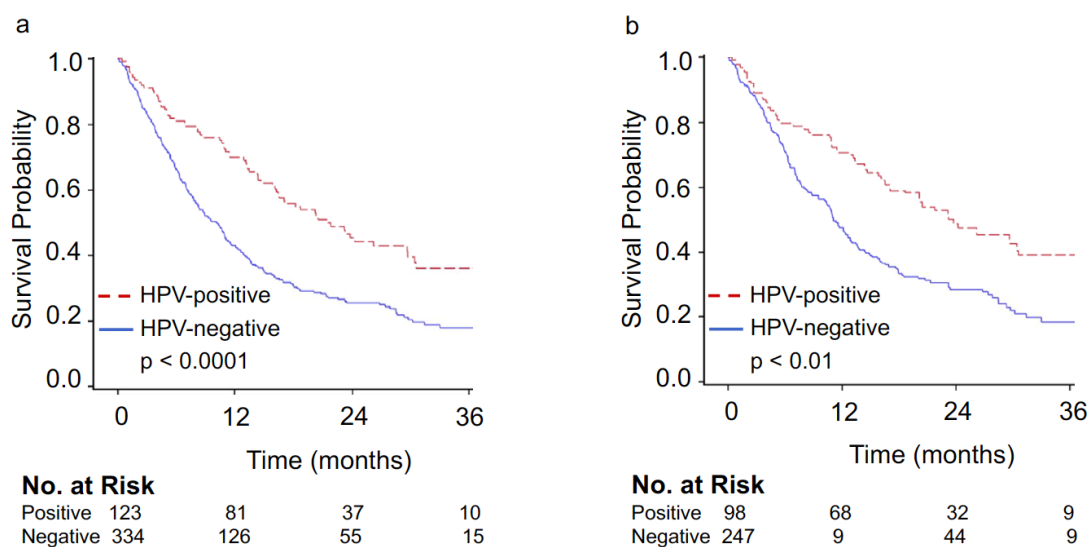 a
Survival Probability
1.0
0.8
0.6
0.4
0.2
0.0
HPV-positive
HPV-negative
p < 0.0001
0 12 24 36
Time (months)
No. at Risk
Positive 123 81 37 10
Negative 334 126 55 15
b
Survival Probability
1.0
0.8
0.6
0.4
0.2
0.0
HPV-positive
HPV-negative
p < 0.01
0 12 24 36
Time (months)
No. at Risk
Positive 98 68 32 9
Negative 247 9 44 9